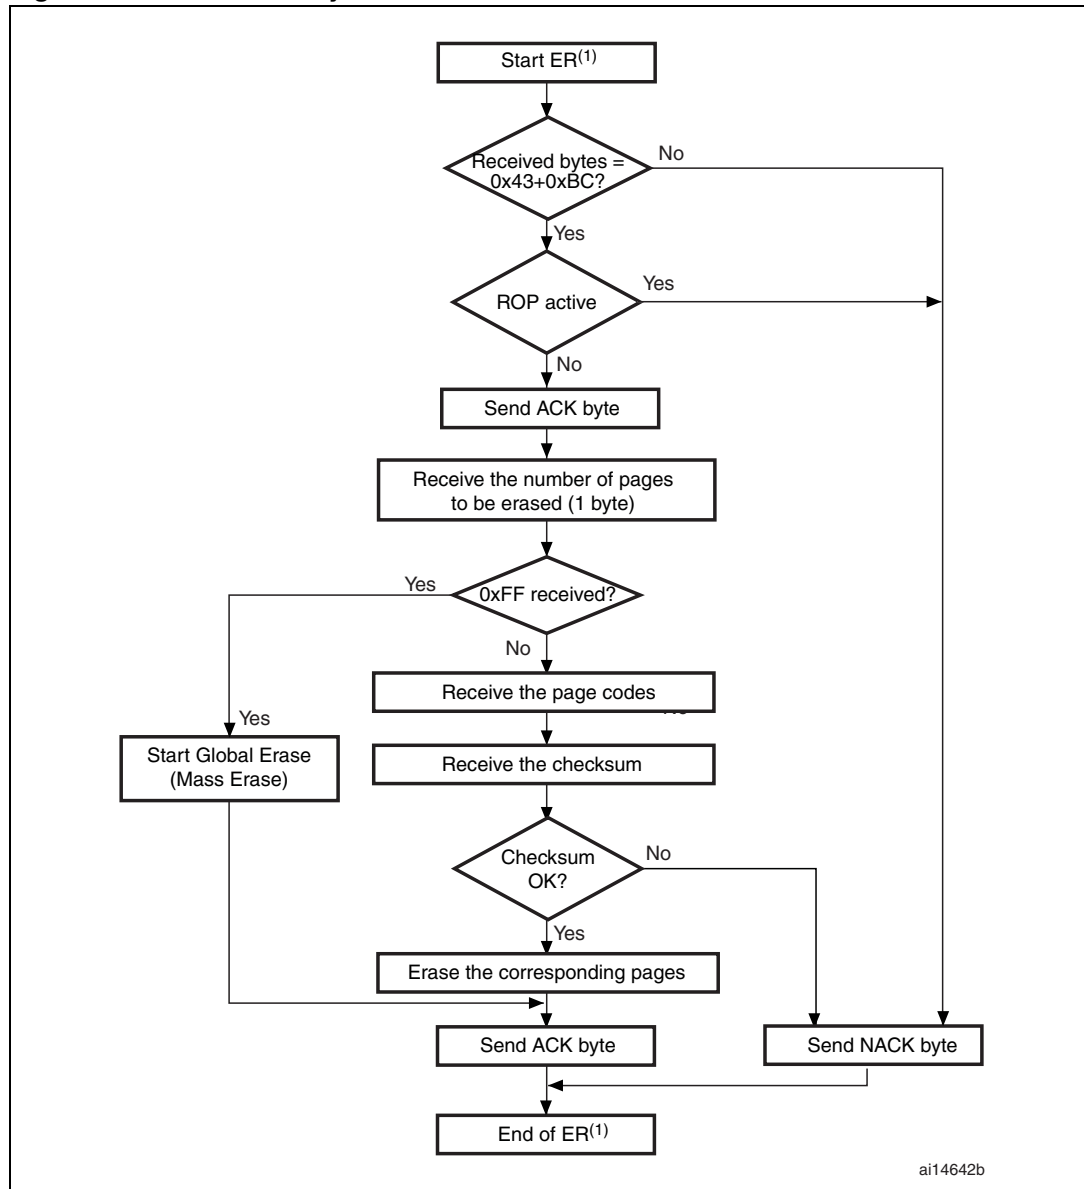 Start ER(1)
Received bytes =
0x43+0xBC?
No
Yes
ROP active
Yes
No
Send ACK byte
Receive the number of pages
to be erased (1 byte)
Yes
0xFF received?
No
Receive the page codes
Yes
Start Global Erase
(Mass Erase)
Receive the checksum
Checksum
OK?
No
Yes
Erase the corresponding pages
Send ACK byte
Send NACK byte
End of ER(1)
ai14642b